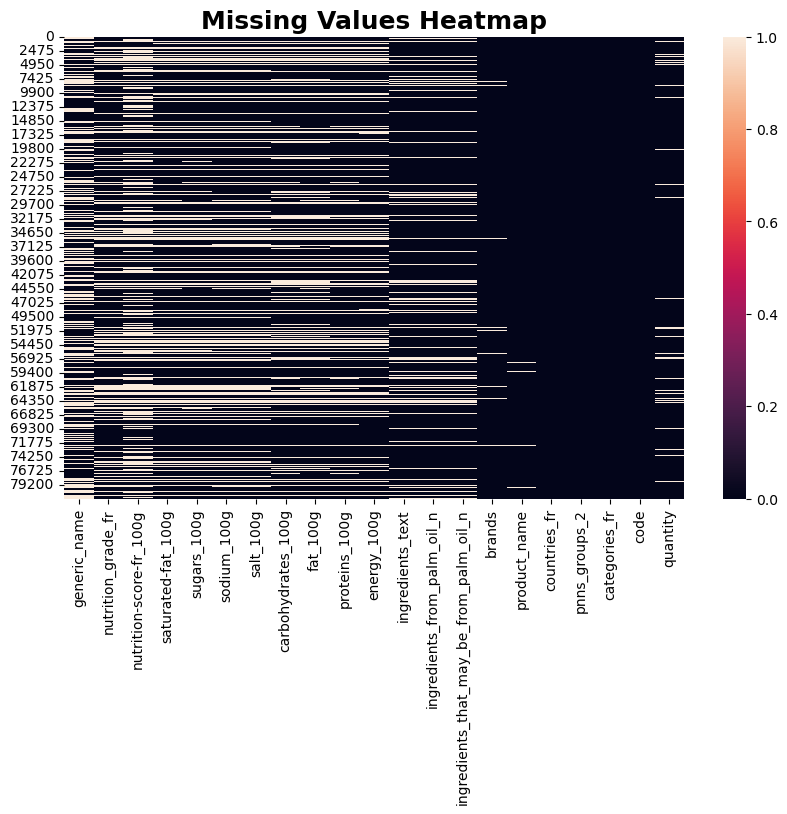 Missing Values Heatmap
0
2475
4950
7425
9900
12375
14850
17325
19800
22275
24750
27225
29700
32175
34650
37125
39600
42075
44550
47025
49500
51975
54450
56925
59400
61875
64350
66825
69300
71775
74250
76725
79200
1.0
0.8
0.6
0.4
0.2
0.0
generic_name
nutrition_grade_fr
nutrition-score-fr_100g
saturated-fat_100g
sugars_100g
sodium_100g
salt_100g
carbohydrates_100g
fat_100g
proteins_100g
energy_100g
ingredients_text
ingredients_from_palm_oil_n
ingredients_that_may_be_from_palm_oil_n
brands
product_name
countries_fr
pnns_groups_2
categories_fr
code
quantity